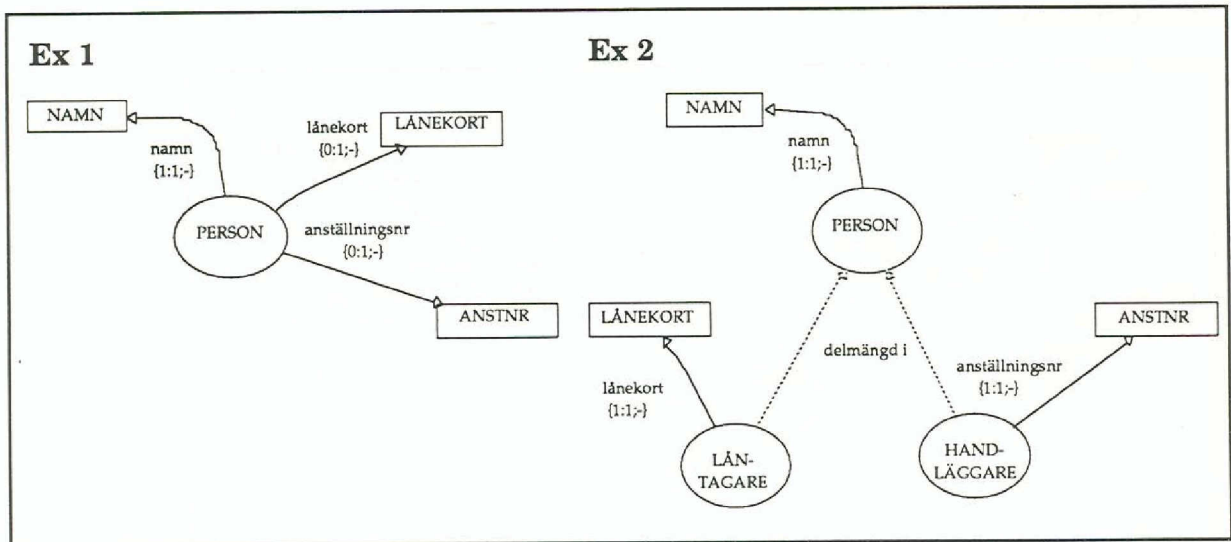 Ex 1
NAMN
namn
{1:1;-}
lånekort
{0:1;-}
LÅNEKORT
PERSON
anställningsnr
{0:1;-}
ANSTNR
Ex 2
NAMN
namn
{1:1;-}
PERSON
LÅNEKORT
lånekort
{1:1;-}
delmängd i
anställningsnr
{1:1;-}
ANSTNR
LÅN-
TAGARE
HAND-
LÄGGARE